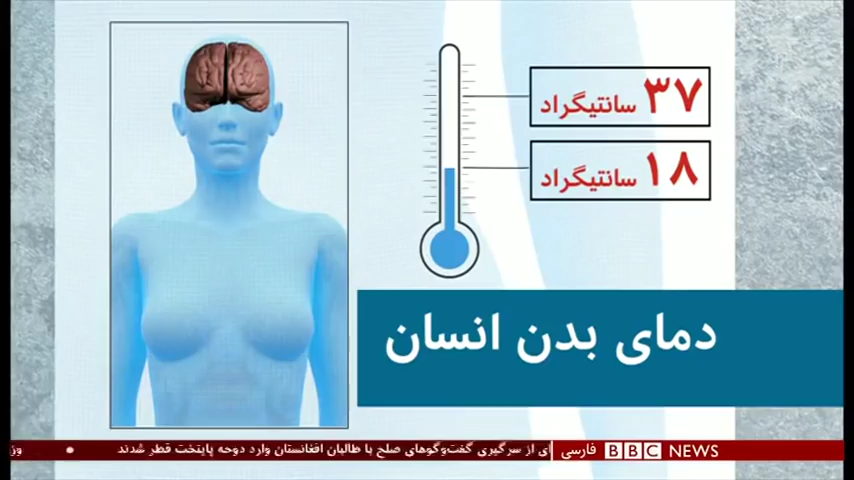 ۳۷ سانتیگراد
۱۸ سانتیگراد
دمای بدن انسان
از سرگیری گفت‌وگوهای صلح با طالبان افغانستان وارد دوحه پایتخت قطر شدند
BBC NEWS فارسی